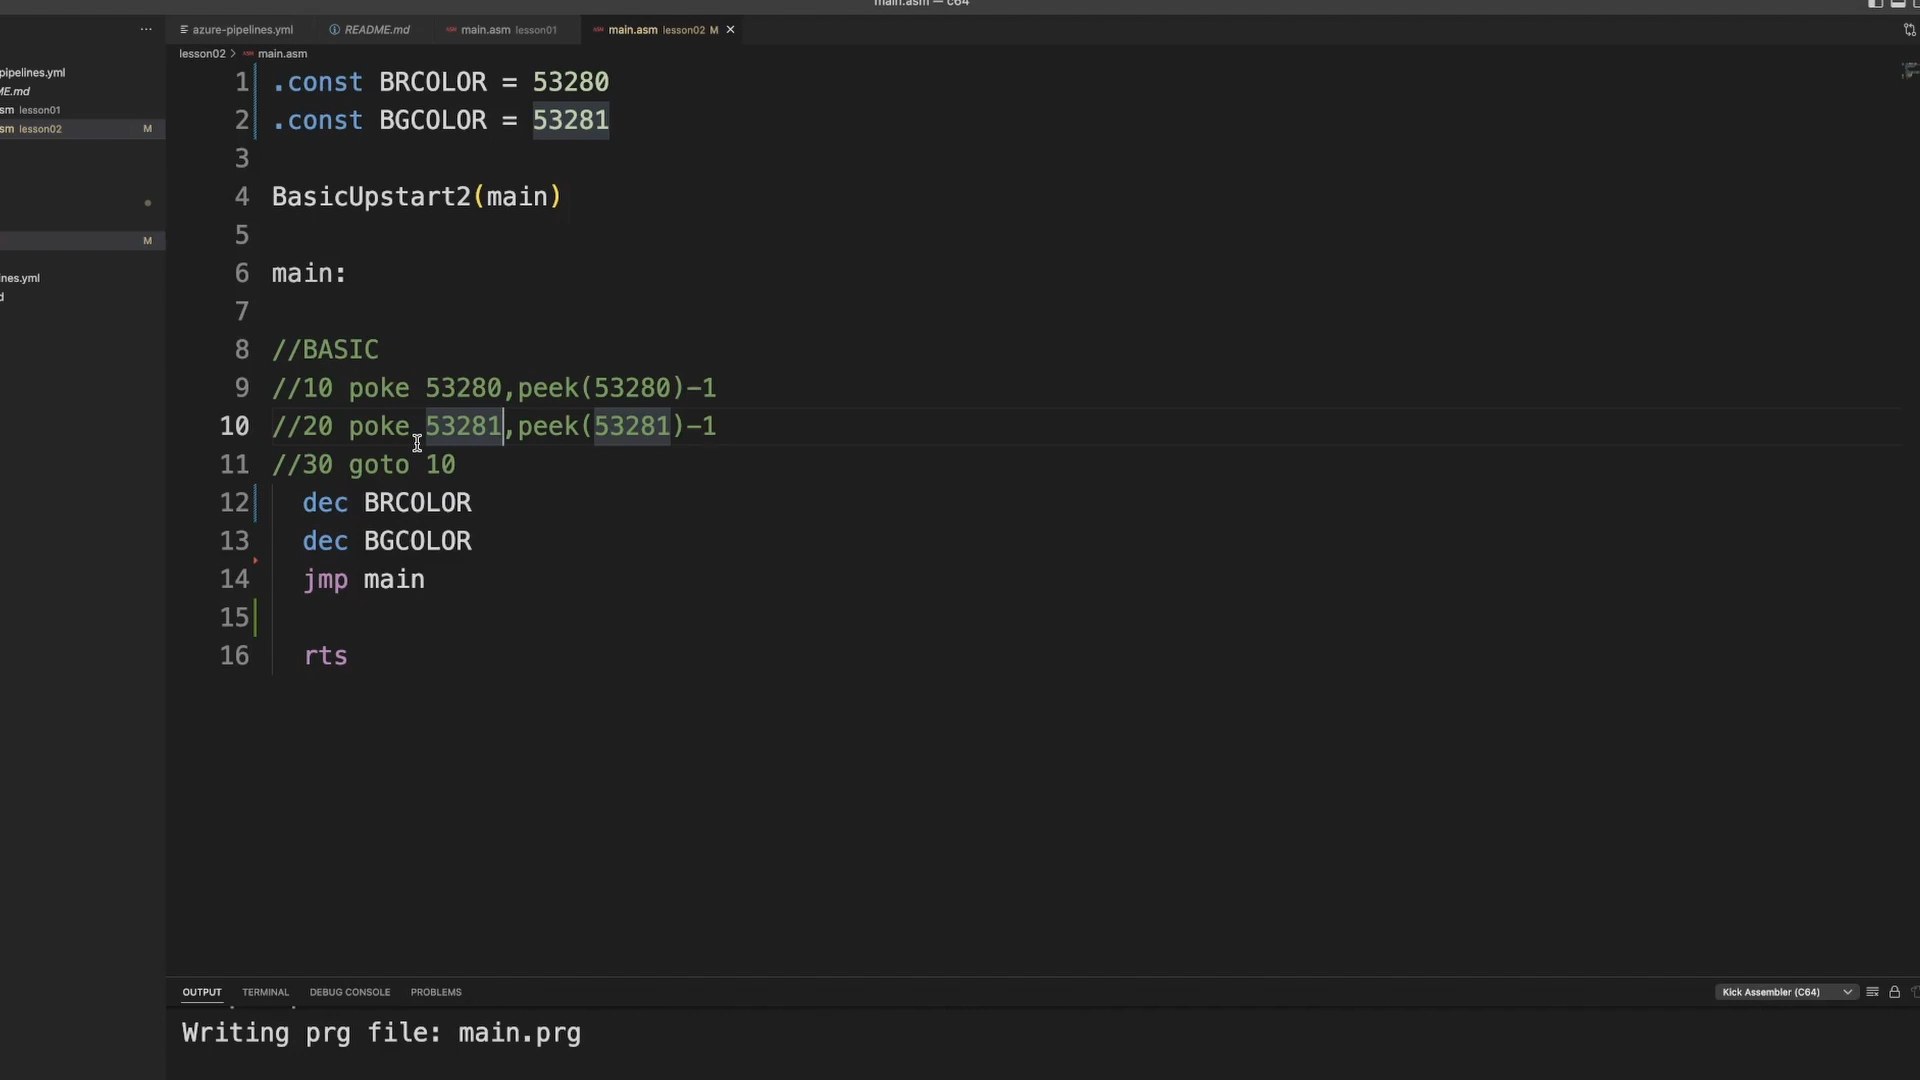 main.asm — c64
azure-pipelines.yml
README.md
main.asm lesson01
main.asm lesson02 M
lesson02 > main.asm
pipelines.yml
ME.md
sm lesson01
sm lesson02 M
M
nes.yml
d
1 .const BRCOLOR = 53280
2 .const BGCOLOR = 53281
3
4 BasicUpstart2(main)
5
6 main:
7
8 //BASIC
9 //10 poke 53280,peek(53280)-1
10 //20 poke 53281,peek(53281)-1
11 //30 goto 10
12 dec BRCOLOR
13 dec BGCOLOR
14 jmp main
15
16 rts
OUTPUT TERMINAL DEBUG CONSOLE PROBLEMS
Kick Assembler (C64)
Writing prg file: main.prg